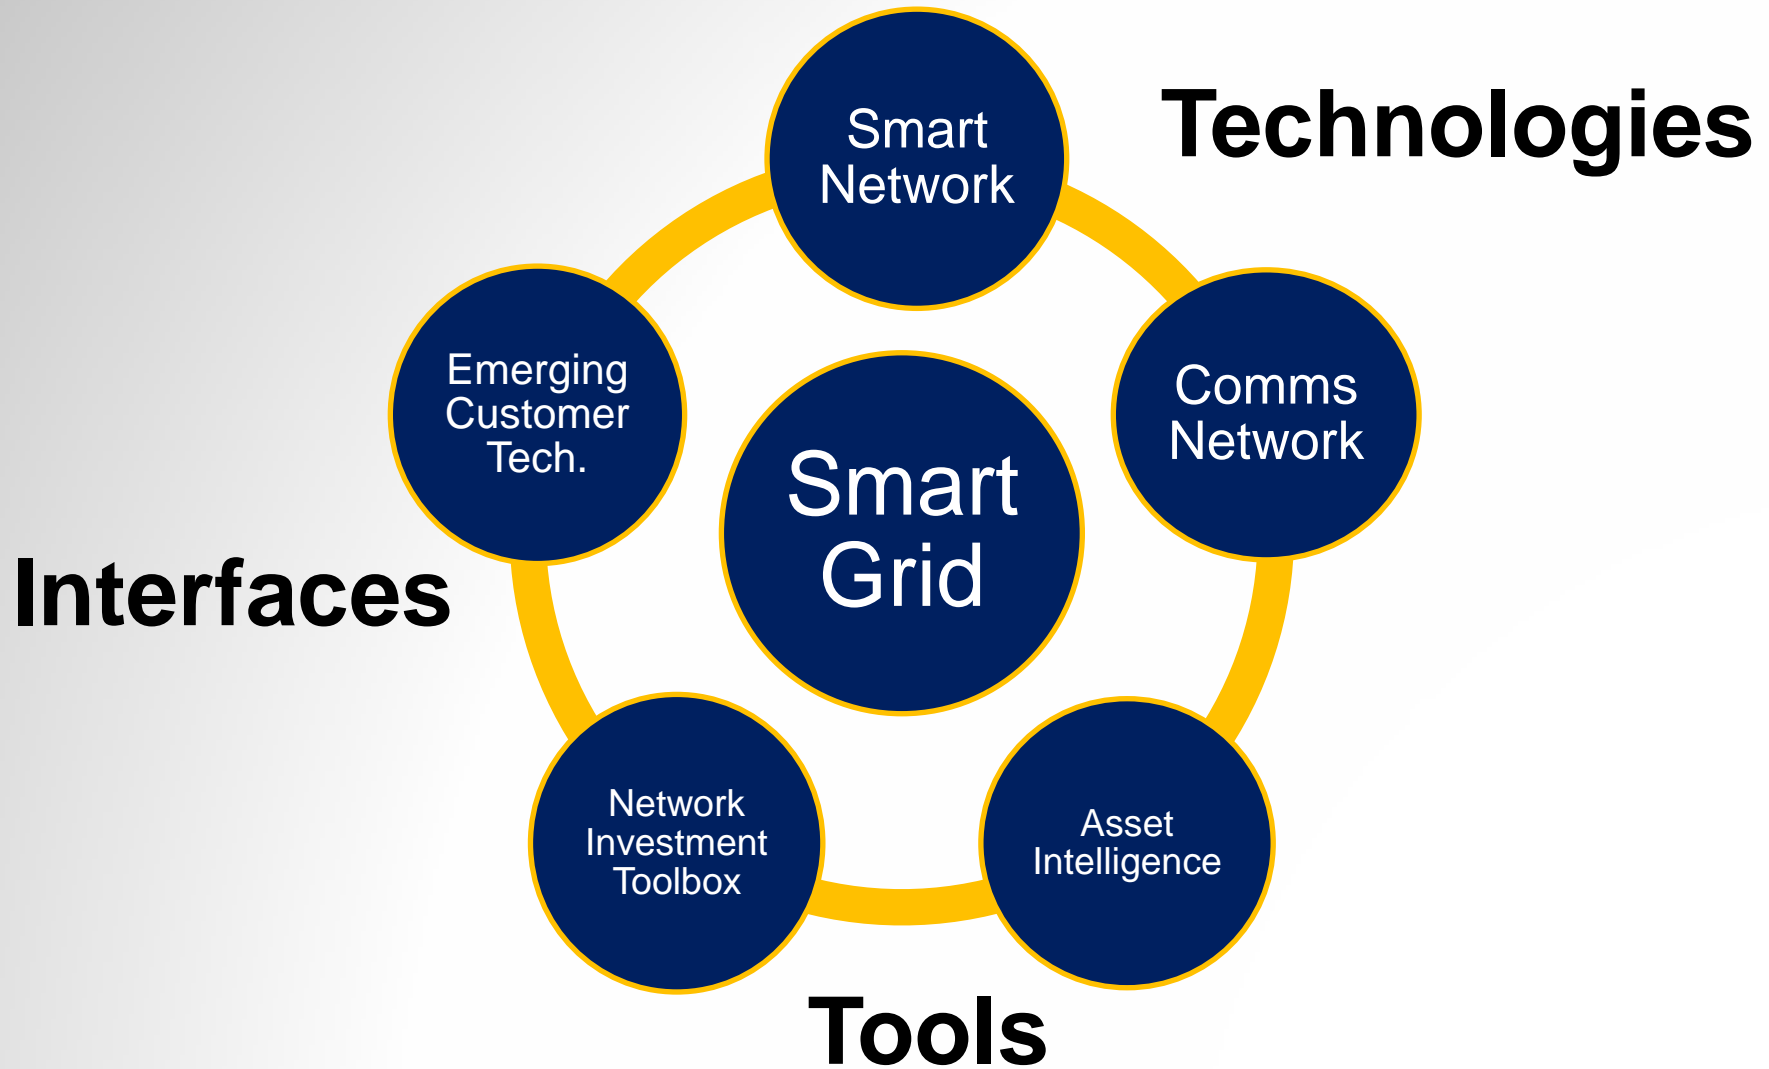 Smart
Network
Technologies
Emerging
Customer
Tech.
Comms
Network
Smart
Grid
Interfaces
Network
Investment
Toolbox
Asset
Intelligence
Tools